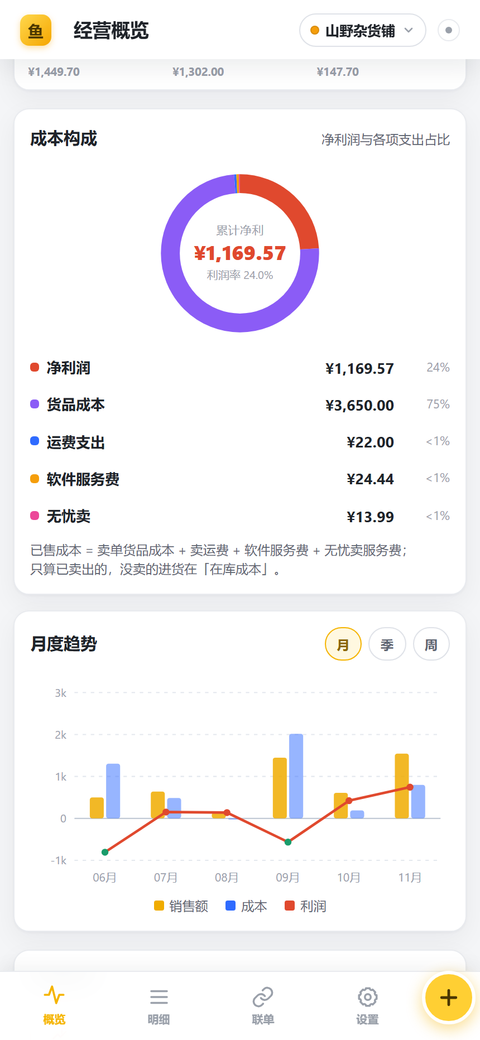 鱼 经营概览 山野杂货铺
¥1,449.70 ¥1,302.00 ¥147.70
成本构成 净利润与各项支出占比
累计净利
¥1,169.57
利润率 24.0%
净利润 ¥1,169.57 24%
货品成本 ¥3,650.00 75%
运费支出 ¥22.00 <1%
软件服务费 ¥24.44 <1%
无忧卖 ¥13.99 <1%
已售成本 = 卖单货品成本 + 卖运费 + 软件服务费 + 无忧卖服务费；
只算已卖出的，没卖的进货在「在库成本」。
月度趋势 月 季 周
3k
2k
1k
0
-1k
06月 07月 08月 09月 10月 11月
销售额 成本 利润
概览 明细 联单 设置